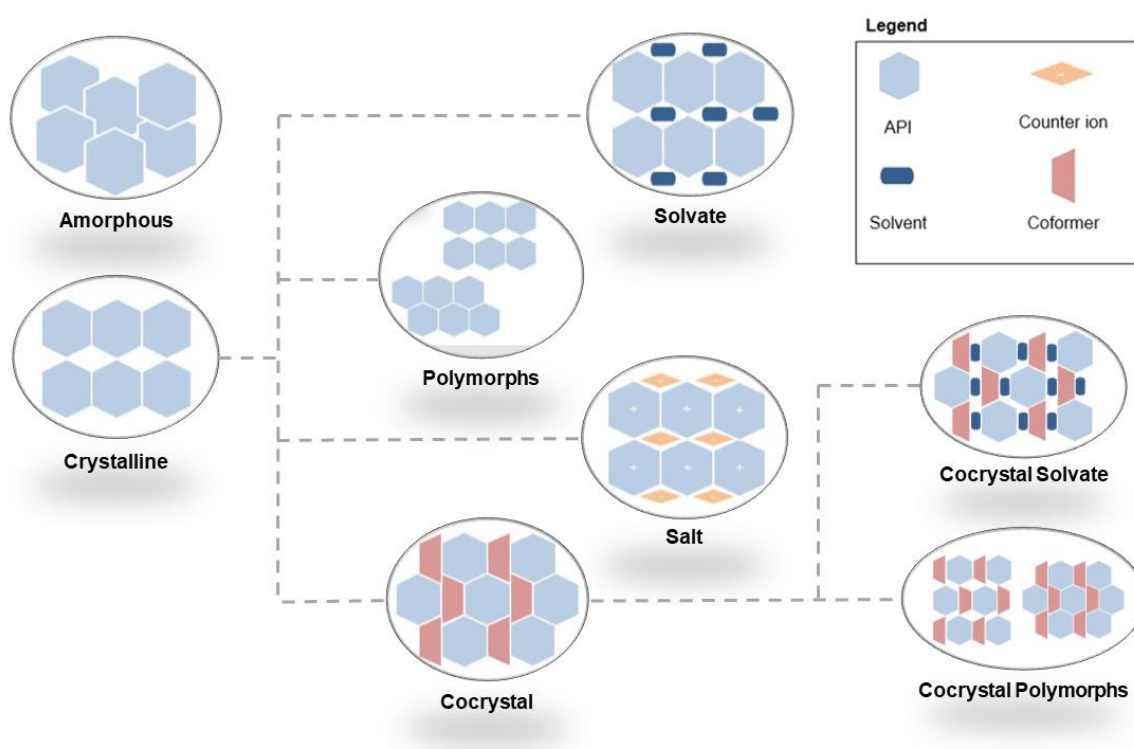 Legend
API
Counter ion
Solvent
Coformer
Amorphous
Solvate
Polymorphs
Crystalline
Cocrystal Solvate
Salt
Cocrystal
Cocrystal Polymorphs